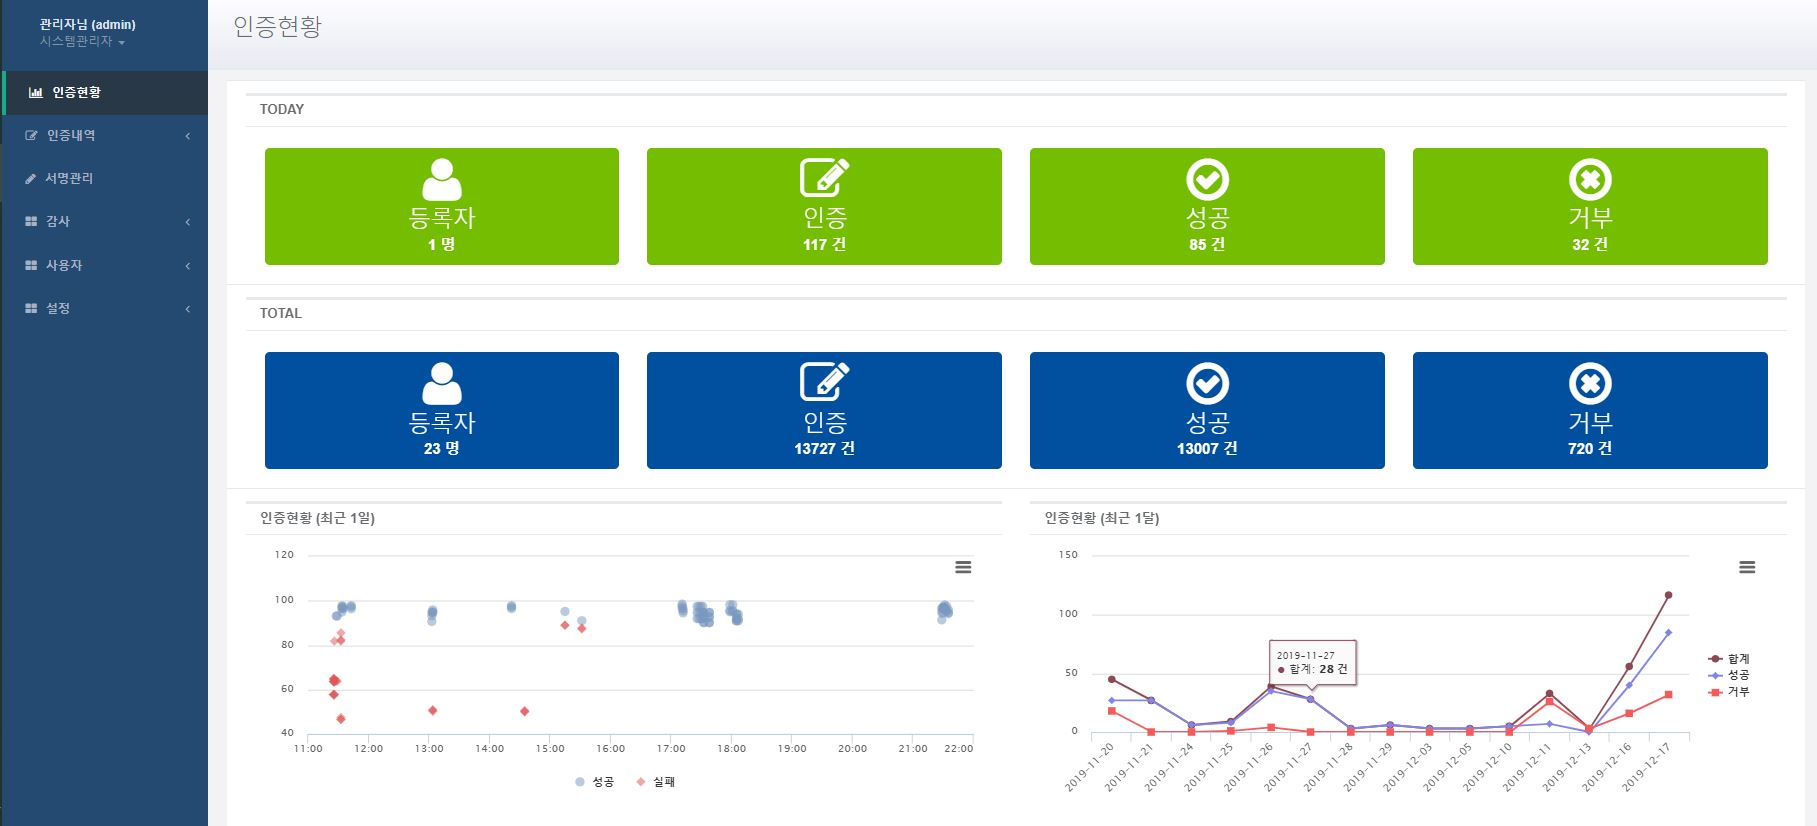 관리자님 (admin)
시스템관리자
인증현황
인증내역
서명관리
감사
사용자
설정
인증현황
TODAY
등록자
1 명
인증
117 건
성공
85 건
거부
32 건
TOTAL
등록자
23 명
인증
13727 건
성공
13007 건
거부
720 건
인증현황 (최근 1일)
120
100
80
60
40
11:00 12:00 13:00 14:00 15:00 16:00 17:00 18:00 19:00 20:00 21:00 22:00
성공 실패
인증현황 (최근 1달)
150
100
50
0
2019-11-27
합계: 28 건
합계
성공
거부
2019-11-20 2019-11-21 2019-11-24 2019-11-25 2019-11-26 2019-11-27 2019-11-28 2019-11-29 2019-12-03 2019-12-05 2019-12-10 2019-12-11 2019-12-13 2019-12-16 2019-12-17